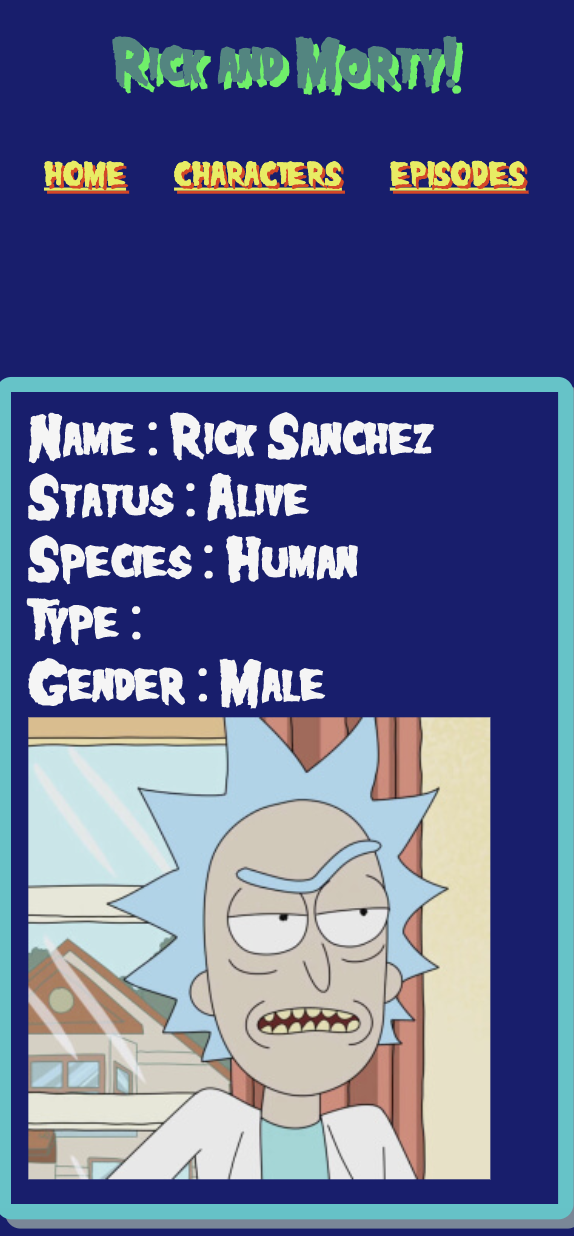 Rick and Morty!
Home Characters Episodes
Name : Rick Sanchez
Status : Alive
Species : Human
Type :
Gender : Male